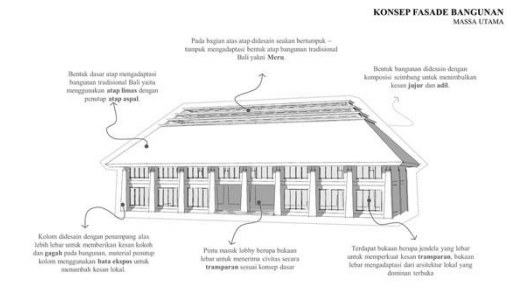 KONSEP FASADE BANGUNAN
MASSA UTAMA
Pada bagian atas atap didesain seakan bertumpuk –
tumpuk mengadaptasi bentuk atap bangunan tradisional
Bali yakni Meru.
Bentuk dasar atap mengadaptasi
bangunan tradisional Bali yaitu
menggunakan atap limas dengan
penutup atap aspal.
Bentuk bangunan didesain dengan
komposisi seimbang untuk menimbulkan
kesan jujur dan adil.
Kolom didesain dengan penampang alas
lebih lebar untuk memberikan kesan kokoh
dan gagah pada bangunan, material penutup
kolom menggunakan bata ekspos untuk
menambah kesan lokal.
Pintu masuk lobby berupa bukaan
lebar untuk menerima civitas secara
transparan sesuai konsep dasar
Terdapat bukaan berupa jendela yang lebar
untuk memperkuat kesan transparan, bukaan
lebar mengadaptasi dari arsitektur lokal yang
dominan terbuka